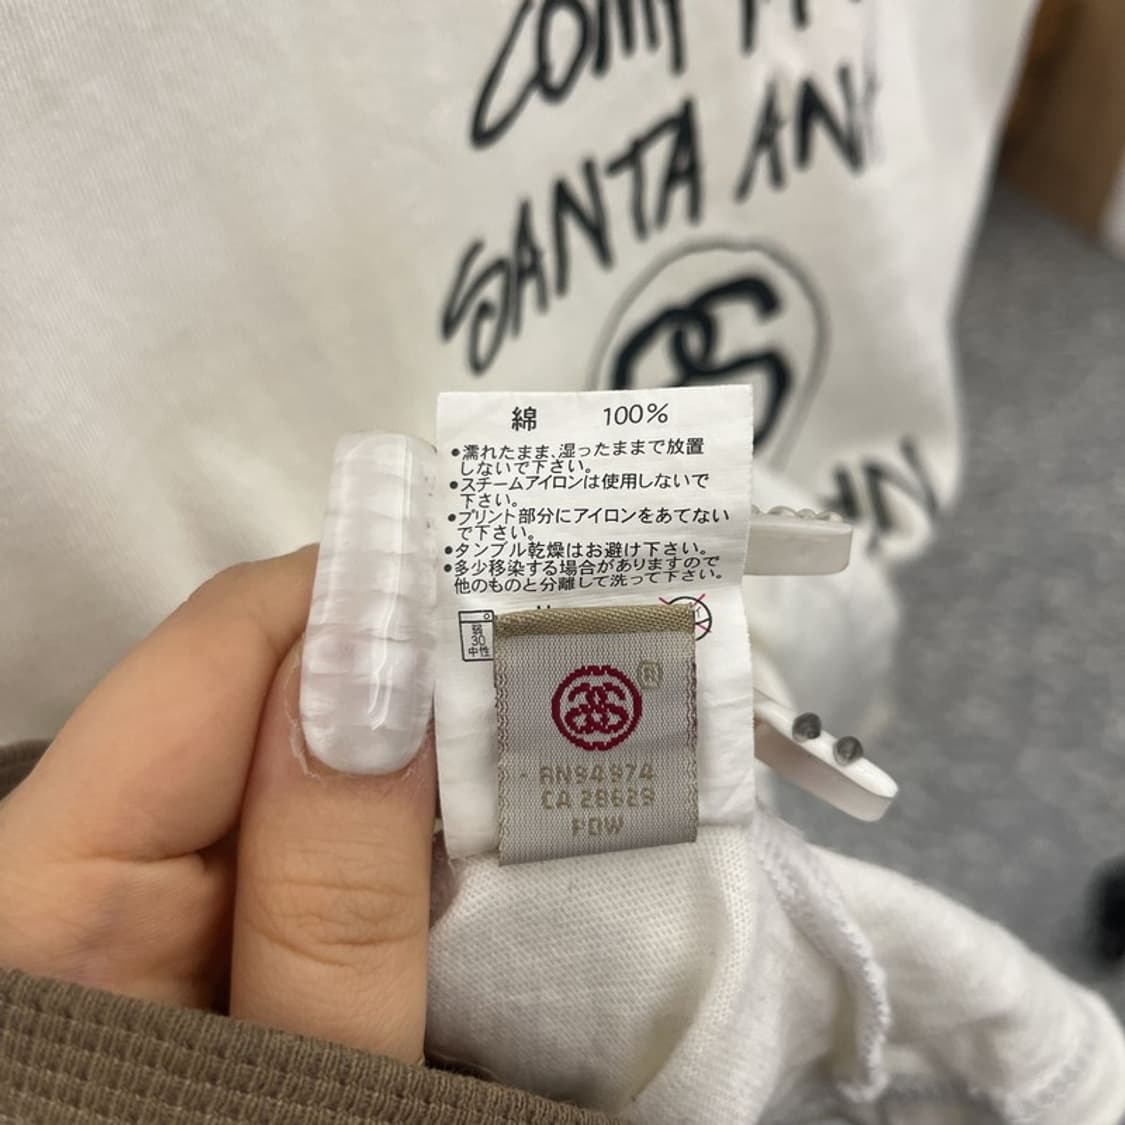 SANTA
綿 100%
•濡れたまま、湿ったままで放置
しないで下さい。
•スチームアイロンは使用しないで
下さい。
•プリント部分にアイロンをあてない
で下さい。
•タンブル乾燥はお避け下さい。
•多少移染する場合がありますので
他のものと分離して洗って下さい。
弱
30
中性
®
RN94974
CA 28629
PDW